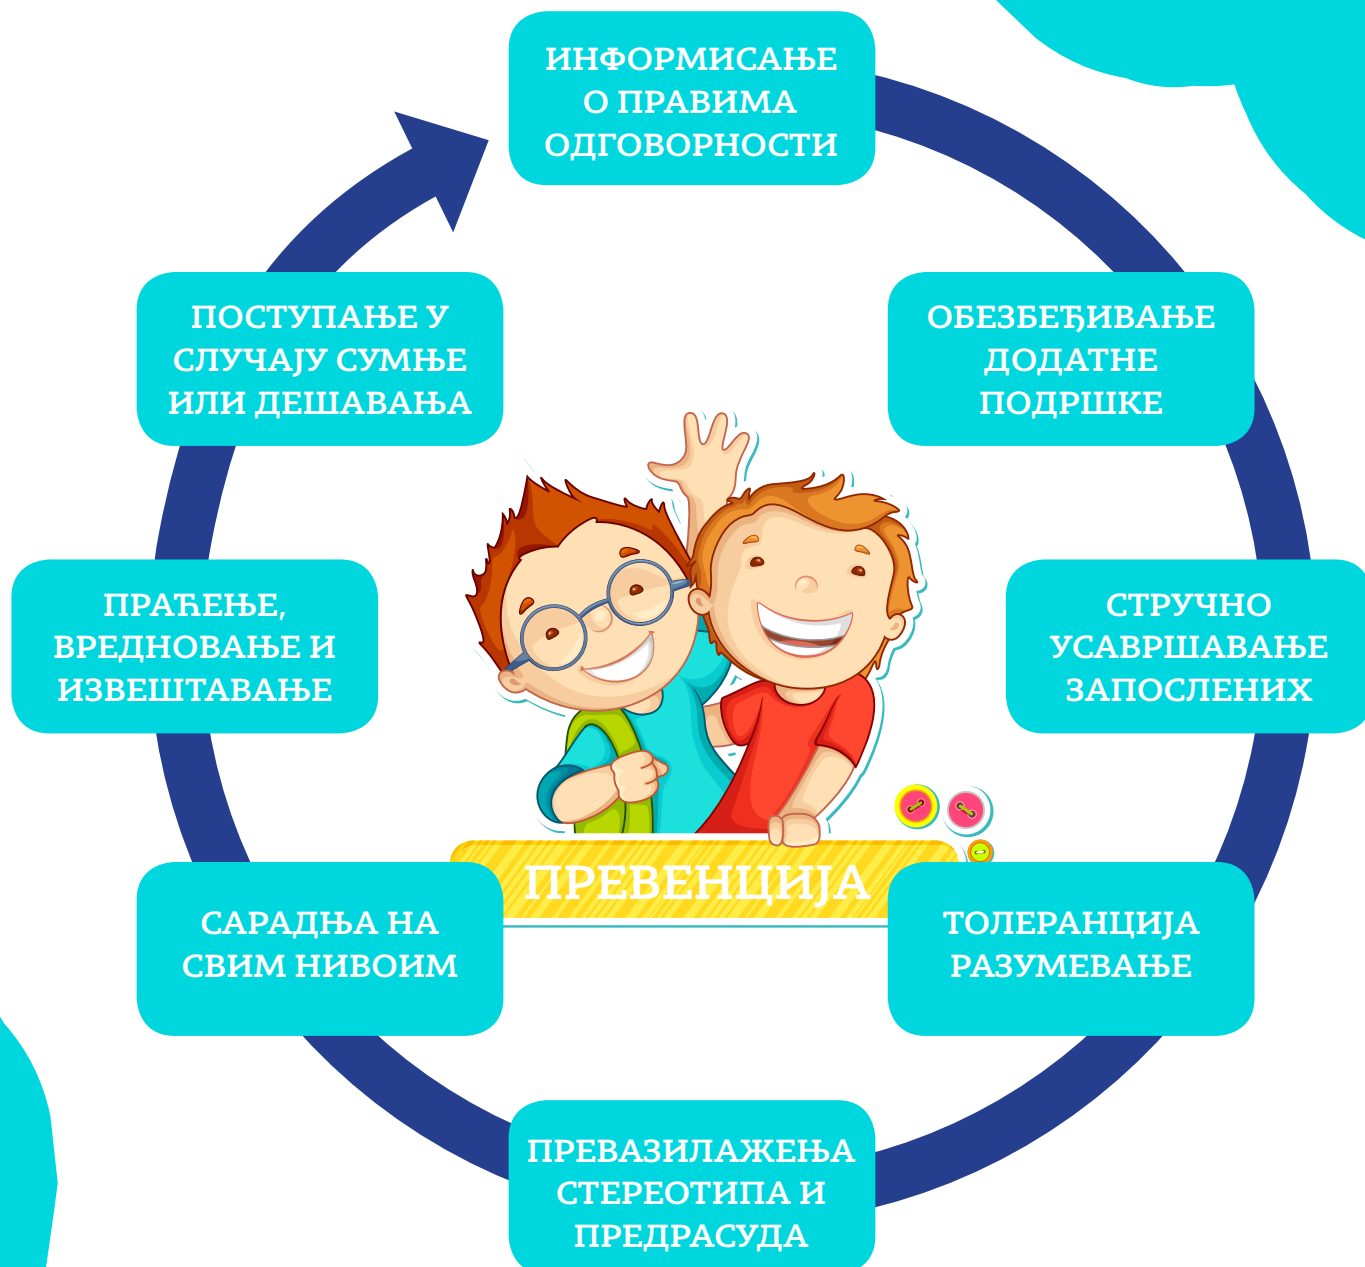 ИНФОРМИСАЊЕ
О ПРАВИМА
ОДГОВОРНОСТИ
ОБЕЗБЕЂИВАЊЕ
ДОДАТНЕ
ПОДРШКЕ
СТРУЧНО
УСАВРШАВАЊЕ
ЗАПОСЛЕНИХ
ТОЛЕРАНЦИЈА
РАЗУМЕВАЊЕ
ПРЕВАЗИЛАЖЕЊА
СТЕРЕОТИПА И
ПРЕДРАСУДА
САРАДЊА НА
СВИМ НИВОИМ
ПРАЋЕЊЕ,
ВРЕДНОВАЊЕ И
ИЗВЕШТАВАЊЕ
ПОСТУПАЊЕ У
СЛУЧАЈУ СУМЊЕ
ИЛИ ДЕШАВАЊА
ПРЕВЕНЦИЈА